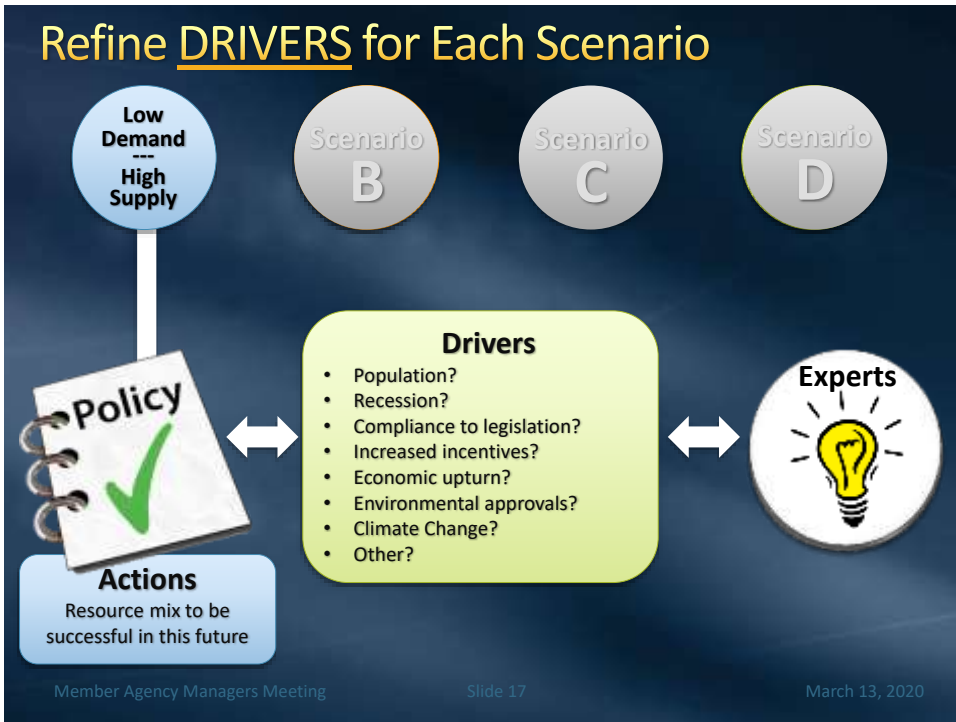 Refine DRIVERS for Each Scenario
Low
Demand
---
High
Supply
Scenario
B
Scenario
C
Scenario
D
Policy
Drivers
• Population?
• Recession?
• Compliance to legislation?
• Increased incentives?
• Economic upturn?
• Environmental approvals?
• Climate Change?
• Other?
Experts
Actions
Resource mix to be
successful in this future
Member Agency Managers Meeting
Slide 17
March 13, 2020